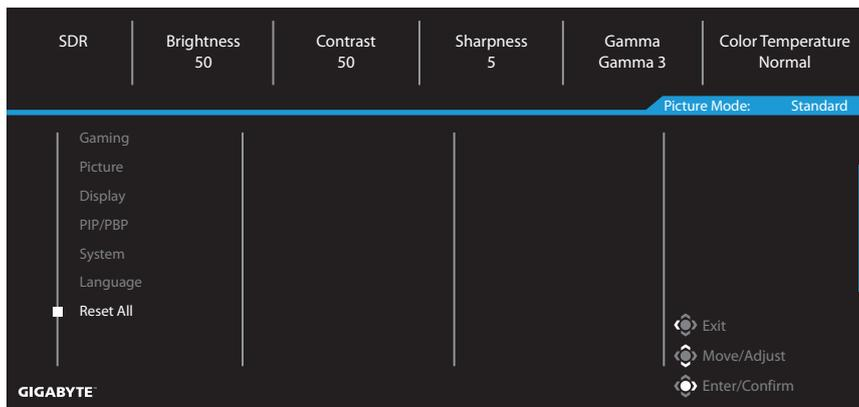 SDR
Brightness
50
Contrast
50
Sharpness
5
Gamma
Gamma 3
Color Temperature
Normal
Picture Mode: Standard
Gaming
Picture
Display
PIP/PBP
System
Language
Reset All
Exit
Move/Adjust
Enter/Confirm
GIGABYTE™